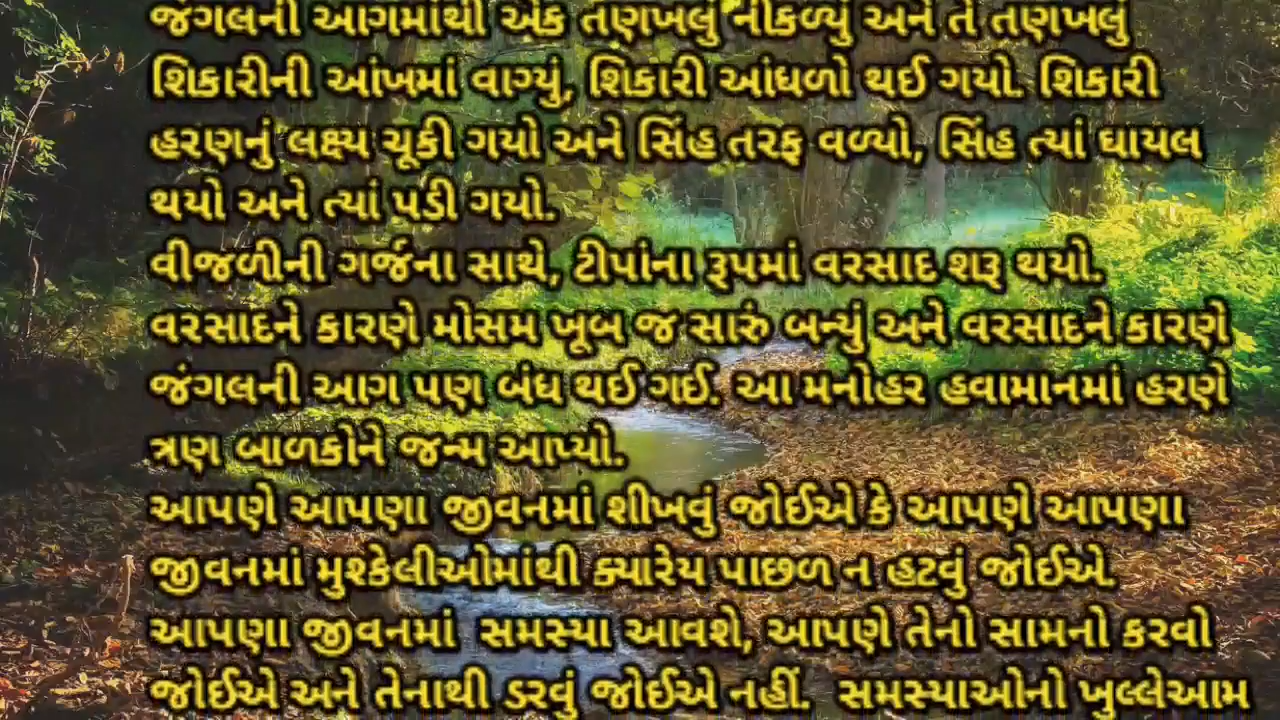 જંગલની આગમાંથી એક તણખલું નીકળ્યું અને તે તણખલું
શિકારીની આંખમાં વાગ્યું, શિકારી આંધળો થઈ ગયો. શિકારી
હરણનું લક્ષ્ય ચૂકી ગયો અને સિંહ તરફ વળ્યો, સિંહ ત્યાં ઘાયલ
થયો અને ત્યાં પડી ગયો.
વીજળીની ગર્જના સાથે, ટીપાંના રૂપમાં વરસાદ શરૂ થયો.
વરસાદને કારણે મોસમ ખૂબ જ સારું બન્યું અને વરસાદને કારણે
જંગલની આગ પણ બંધ થઈ ગઈ. આ મનોહર હવામાનમાં હરણે
ત્રણ બાળકોને જન્મ આપ્યો.
આપણે આપણા જીવનમાં શીખવું જોઈએ કે આપણે આપણા
જીવનમાં મુશ્કેલીઓમાંથી ક્યારેય પાછળ ન હટવું જોઈએ.
આપણા જીવનમાં  સમસ્યા આવશે, આપણે તેનો સામનો કરવો
જોઈએ અને તેનાથી ડરવું જોઈએ નહીં.  સમસ્યાઓનો ખુલ્લેઆમ